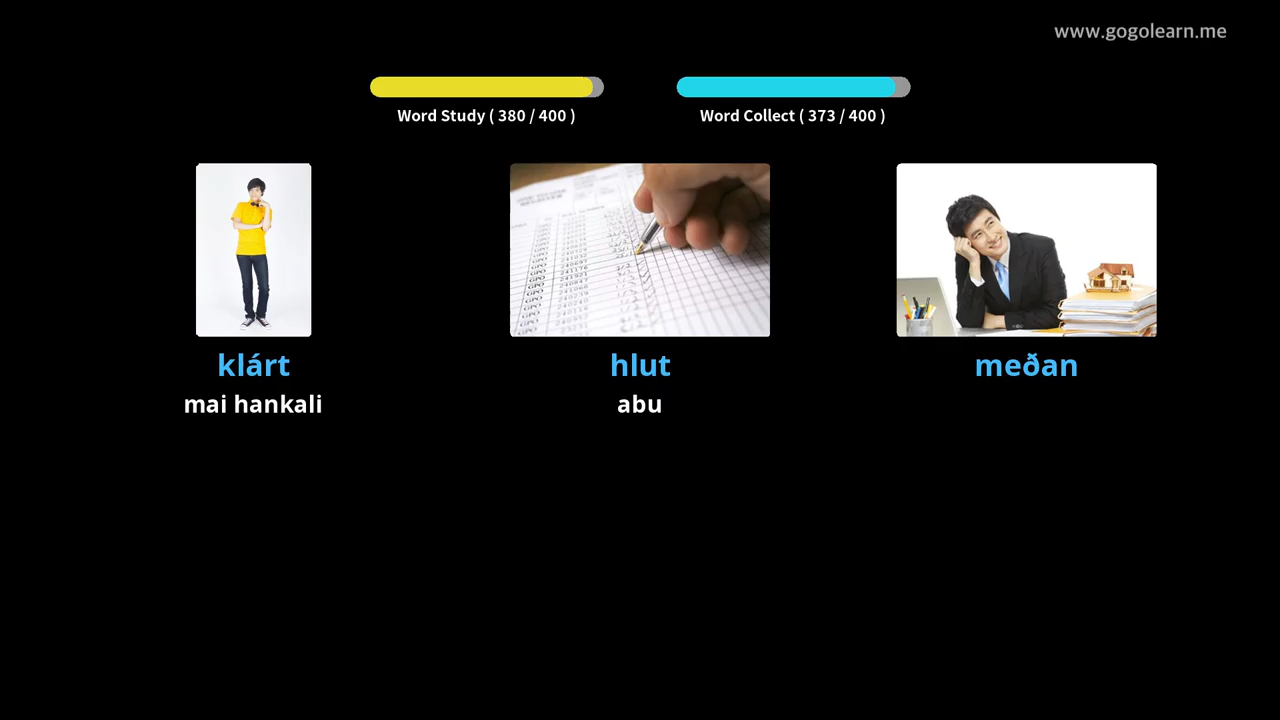 www.gogolearn.me
Word Study ( 380 / 400 )
Word Collect ( 373 / 400 )
klárt
hlut
meðan
mai hankali
abu